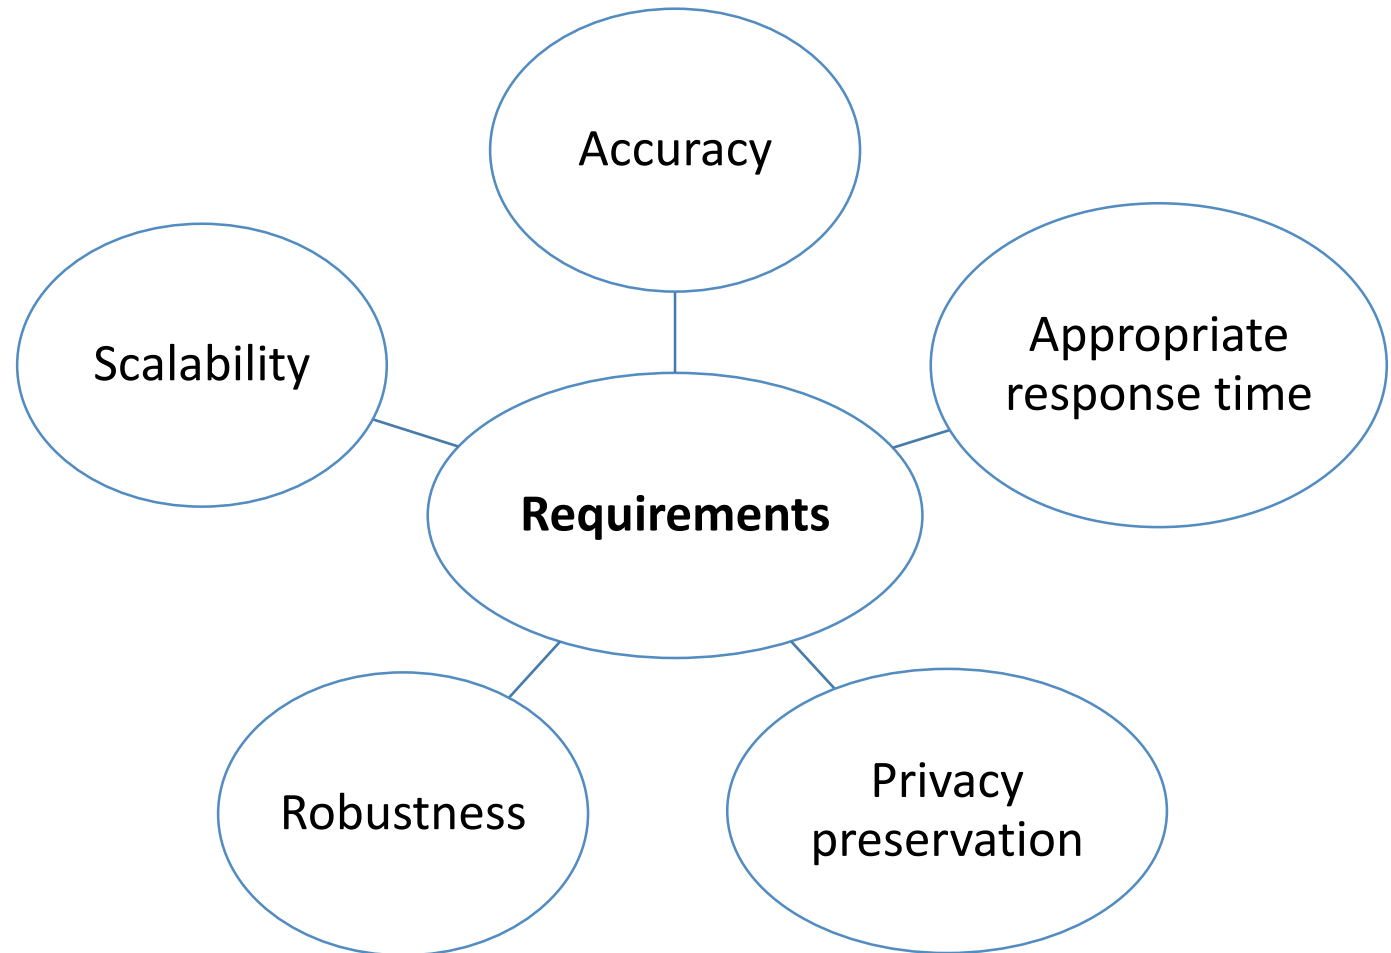 Accuracy
Appropriate
response time
Scalability
Requirements
Privacy
preservation
Robustness